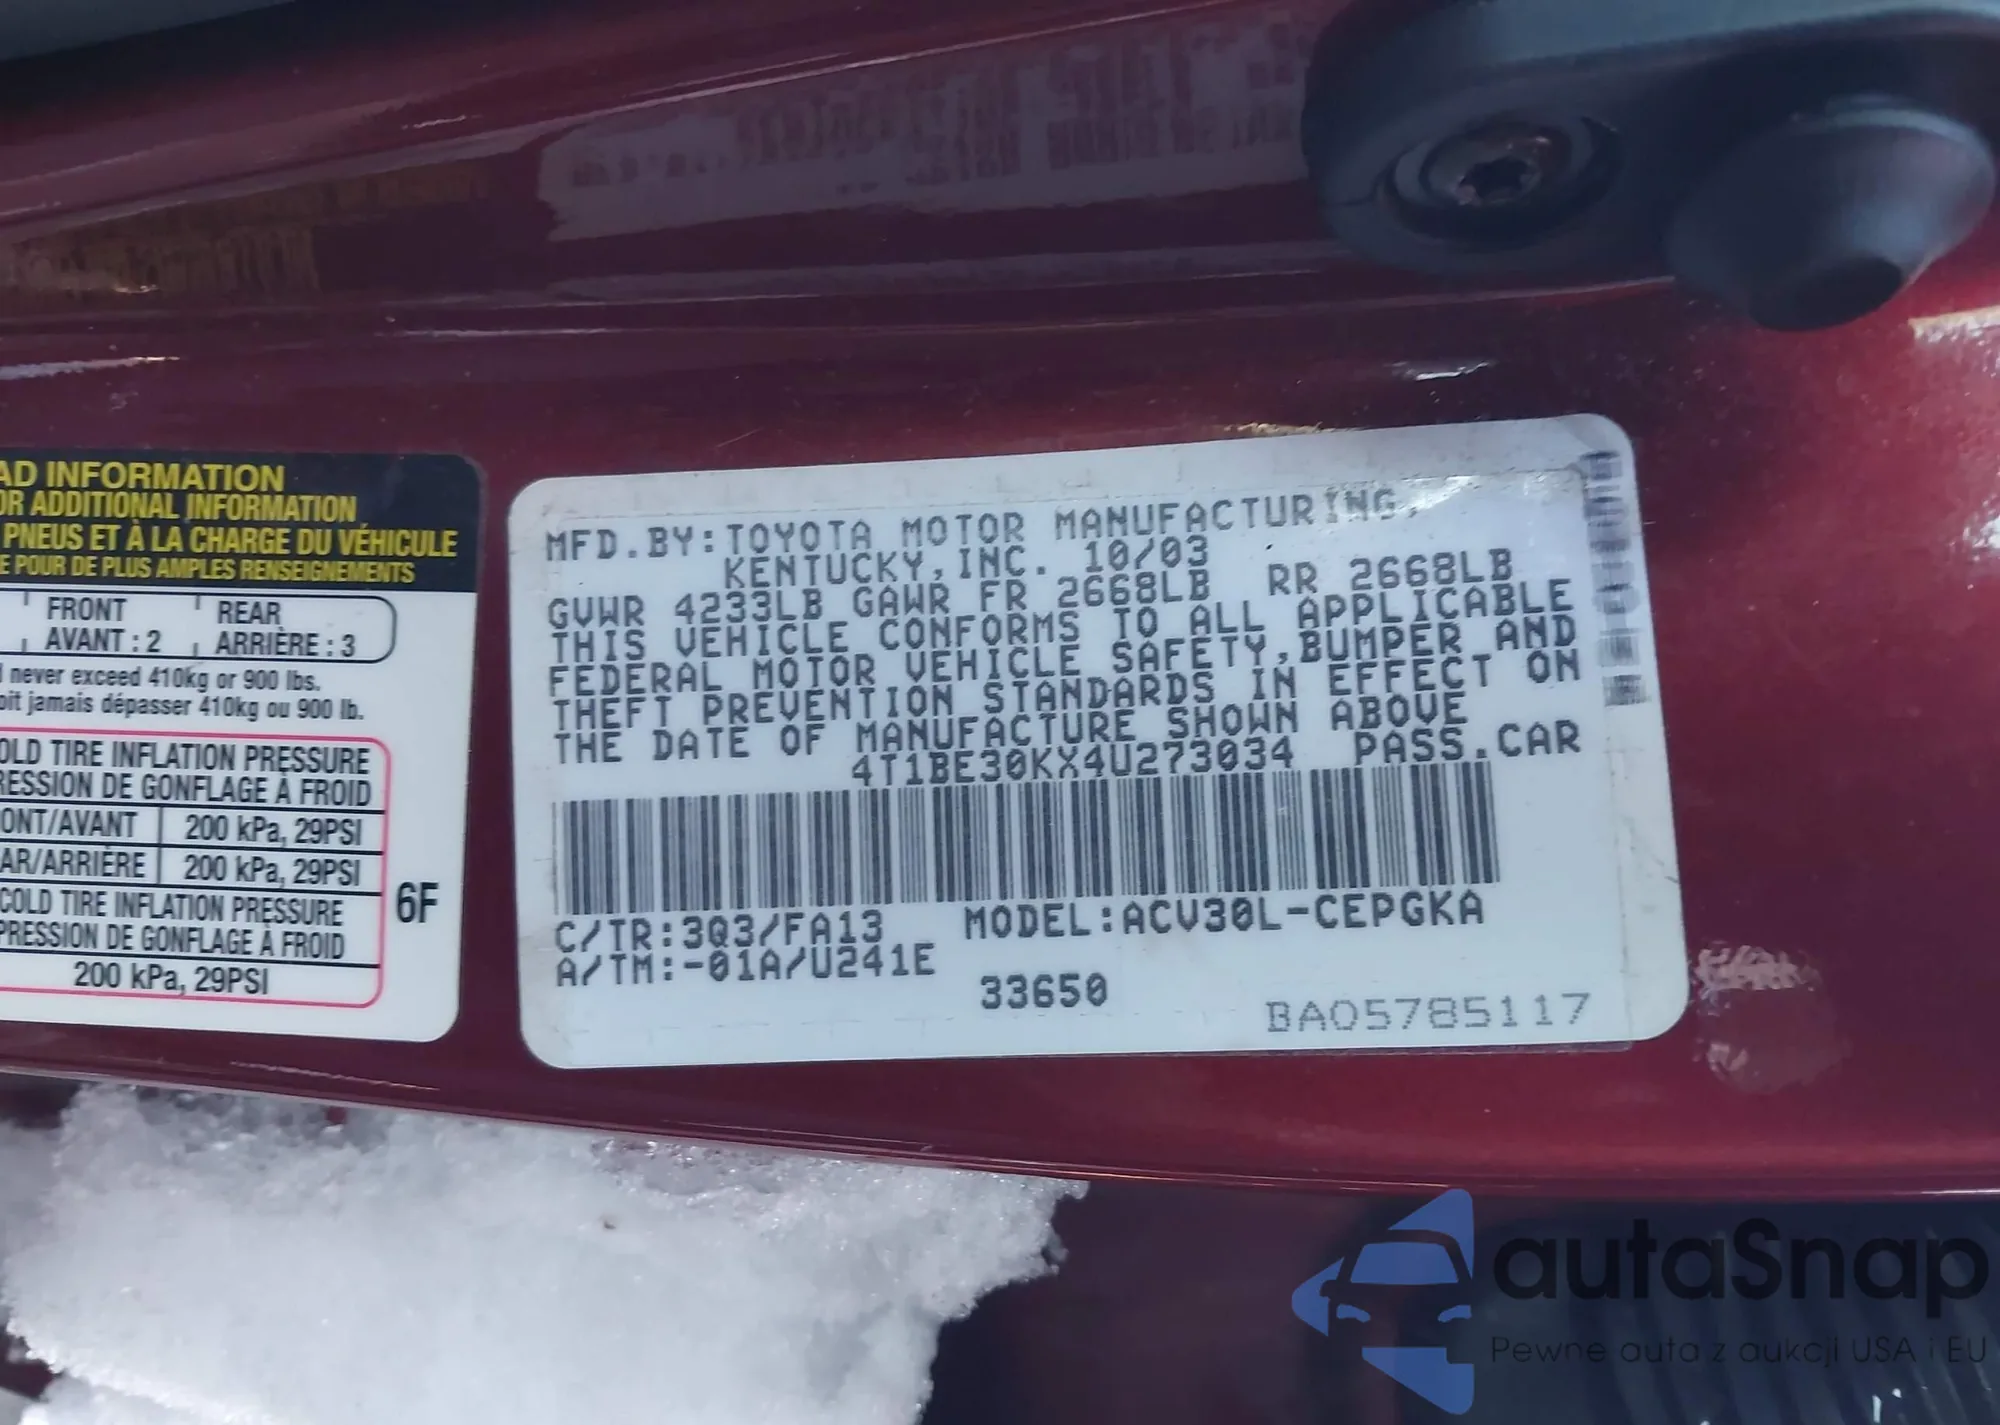 AD INFORMATION
OR ADDITIONAL INFORMATION
PNEUS ET À LA CHARGE DU VÉHICULE
E POUR DE PLUS AMPLES RENSEIGNEMENTS
FRONT REAR
AVANT : 2 ARRIÈRE : 3
never exceed 410kg or 900 lbs.
oit jamais dépasser 410kg ou 900 lb.
OLD TIRE INFLATION PRESSURE
RESSION DE GONFLAGE À FROID
ONT/AVANT 200 kPa, 29PSI
AR/ARRIÈRE 200 kPa, 29PSI
COLD TIRE INFLATION PRESSURE
PRESSION DE GONFLAGE À FROID
200 kPa, 29PSI
6F
MFD.BY:TOYOTA MOTOR MANUFACTURING,
KENTUCKY,INC. 10/03
GVWR 4233LB GAWR FR 2668LB RR 2668LB
THIS VEHICLE CONFORMS TO ALL APPLICABLE
FEDERAL MOTOR VEHICLE SAFETY,BUMPER AND
THEFT PREVENTION STANDARDS IN EFFECT ON
THE DATE OF MANUFACTURE SHOWN ABOVE
4T1BE30KX4U273034 PASS.CAR
C/TR:3Q3/FA13 MODEL:ACV30L-CEPGKA
A/TM:-01A/U241E
33650
BA05785117
autaSnap
Pewne auta z aukcji USA i EU